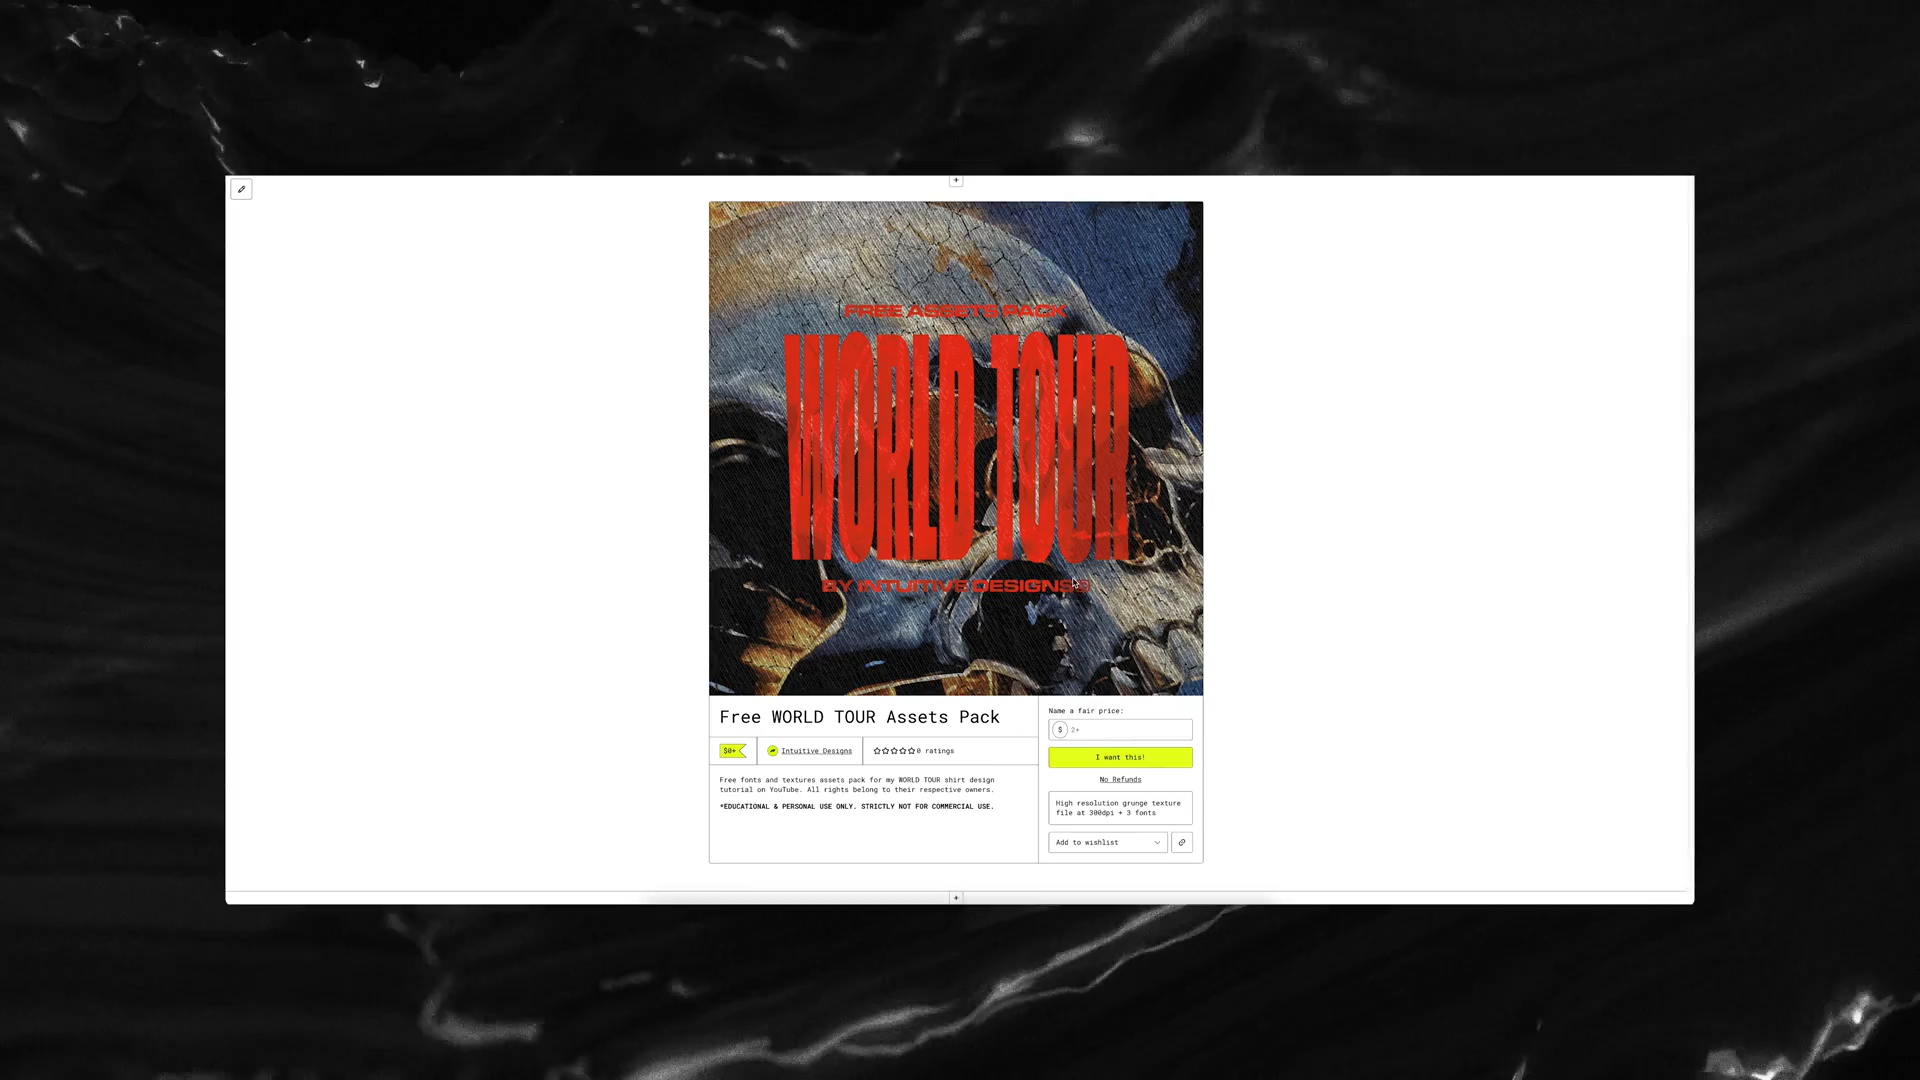 FREE ASSETS PACK
WORLD TOUR
BY INTUITIVE DESIGNS®
Free WORLD TOUR Assets Pack
$0+
Intuitive Designs
0 ratings
Free fonts and textures assets pack for my WORLD TOUR shirt design
tutorial on YouTube. All rights belong to their respective owners.
*EDUCATIONAL & PERSONAL USE ONLY. STRICTLY NOT FOR COMMERCIAL USE.
Name a fair price:
$ 2+
I want this!
No Refunds
High resolution grunge texture
file at 300dpi + 3 fonts
Add to wishlist